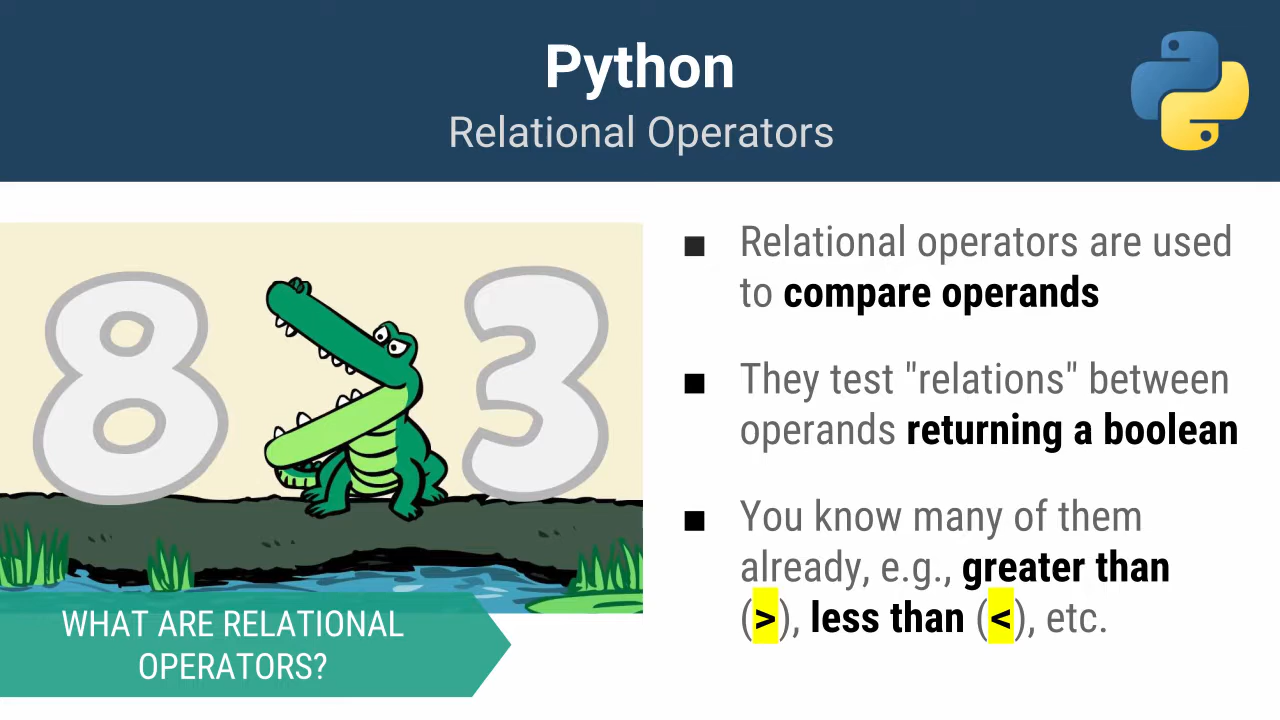 Python
Relational Operators
8 3
■ Relational operators are used
to compare operands
■ They test "relations" between
operands returning a boolean
■ You know many of them
already, e.g., greater than
(>), less than (<), etc.
WHAT ARE RELATIONAL
OPERATORS?